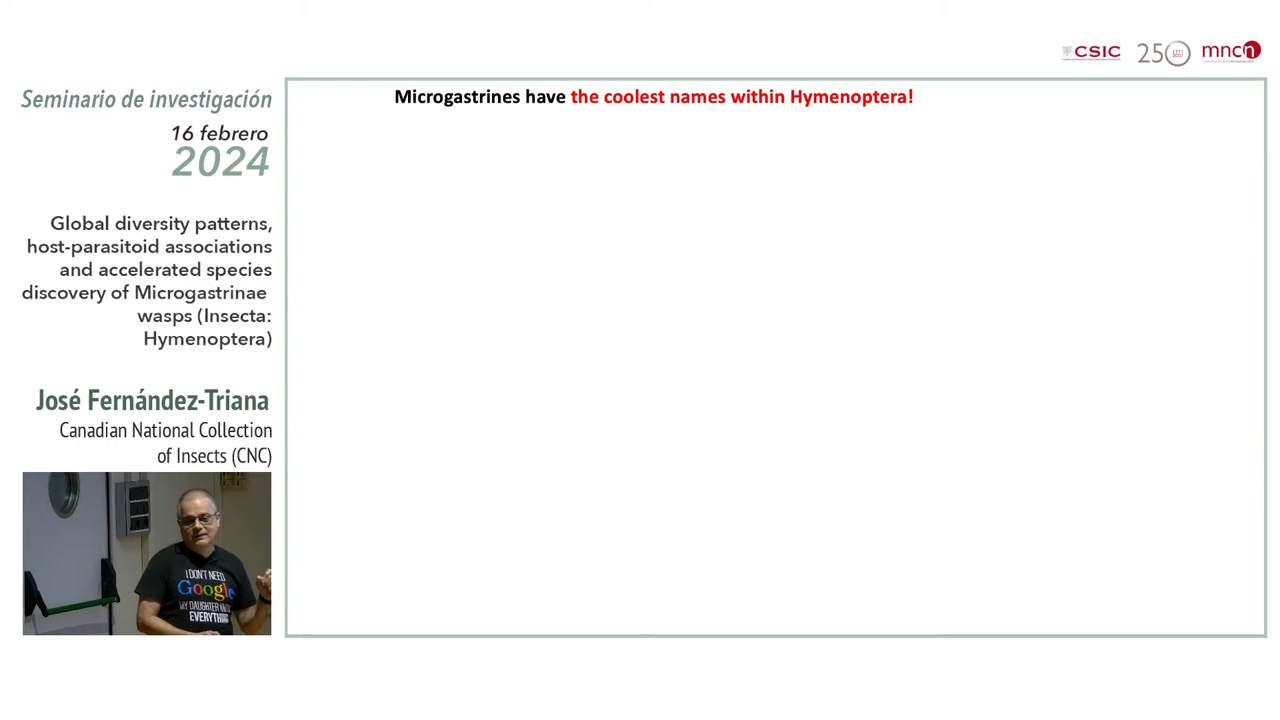 CSIC
250
mncn
Seminario de investigación
16 febrero
2024
Global diversity patterns,
host-parasitoid associations
and accelerated species
discovery of Microgastrinae
wasps (Insecta:
Hymenoptera)
José Fernández-Triana
Canadian National Collection
of Insects (CNC)
Microgastrines have the coolest names within Hymenoptera!
I DON'T NEED
Google
MY DAUGHTER
EVERYTHING